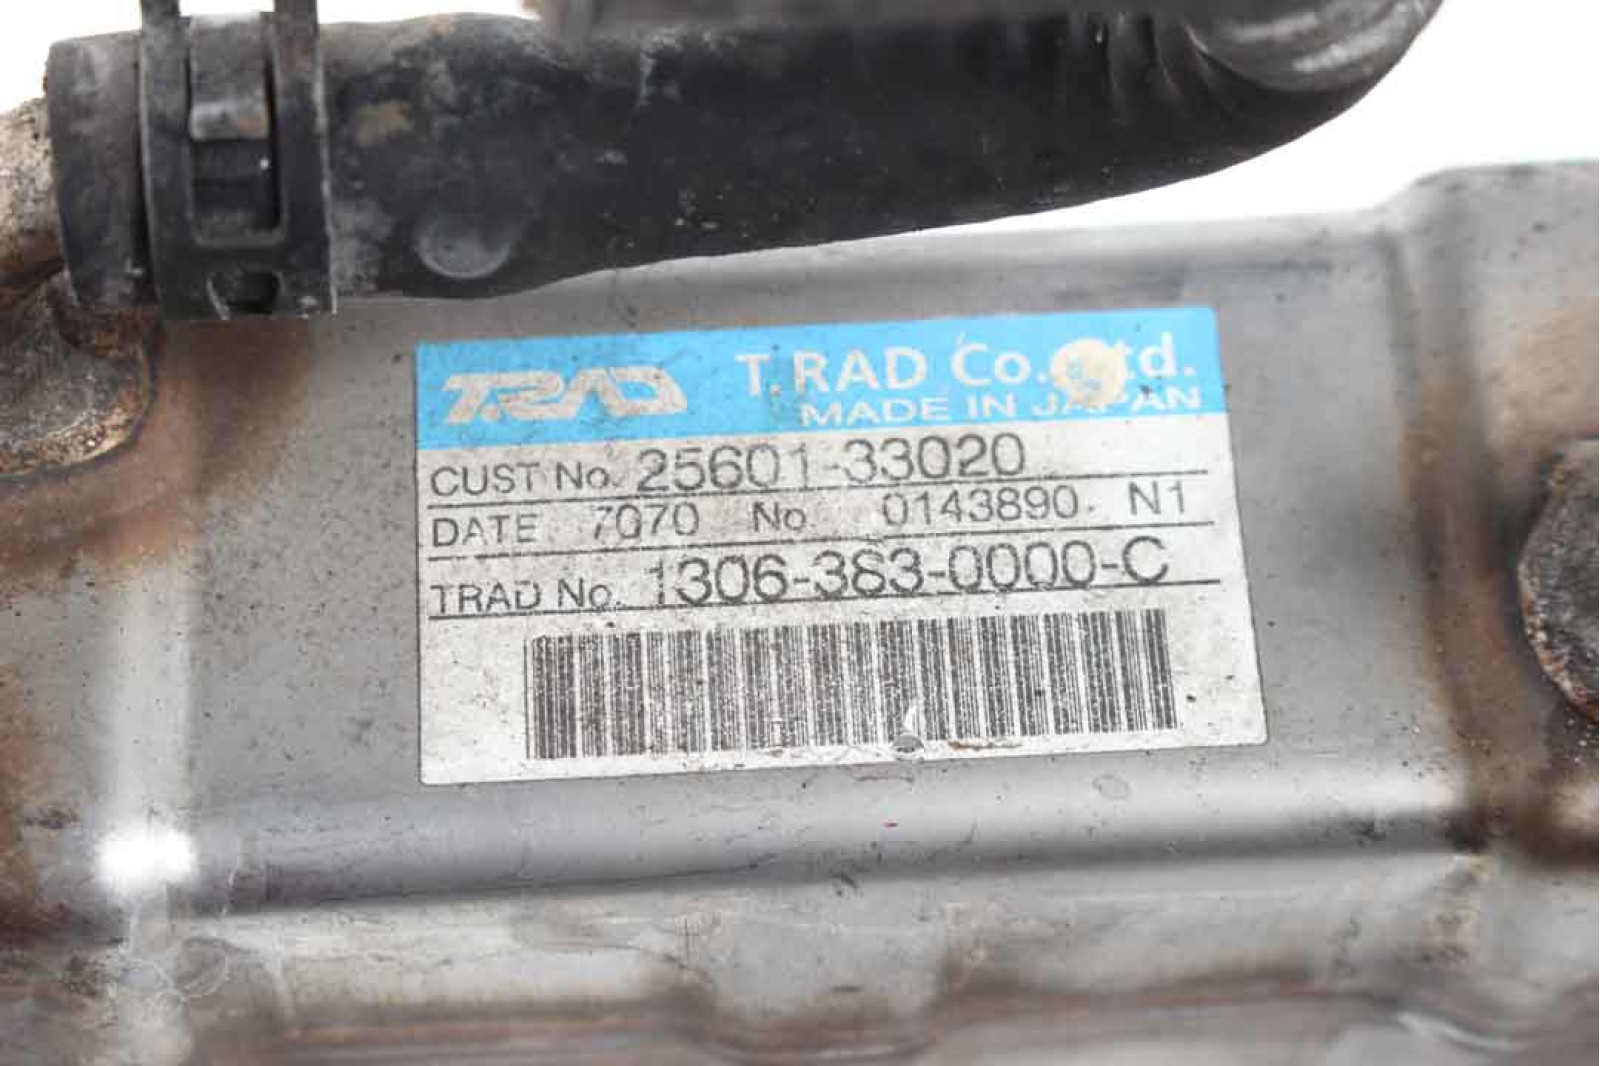 T.RAD T.RAD Co. Ltd.
MADE IN JAPAN
CUST No. 25601-33020
DATE 7070 No. 0143890 N1
TRAD No. 1306-383-0000-C